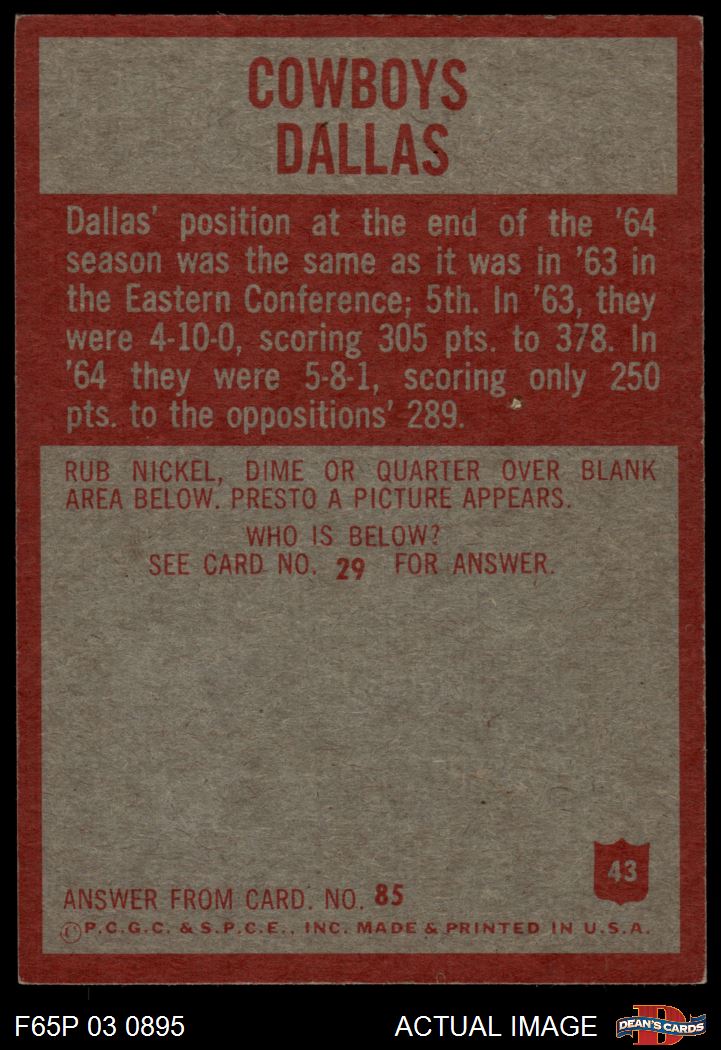 COWBOYS
DALLAS
Dallas' position at the end of the '64
season was the same as it was in '63 in
the Eastern Conference; 5th. In '63, they
were 4-10-0, scoring 305 pts. to 378. In
'64 they were 5-8-1, scoring only 250
pts. to the oppositions' 289.
RUB NICKEL, DIME OR QUARTER OVER BLANK
AREA BELOW. PRESTO A PICTURE APPEARS.
WHO IS BELOW?
SEE CARD NO. 29 FOR ANSWER.
43
ANSWER FROM CARD. NO. 85
©P.C.G.C. & S.P.C.E., INC. MADE & PRINTED IN U.S.A.
F65P 03 0895
ACTUAL IMAGE
D
DEAN'S CARDS